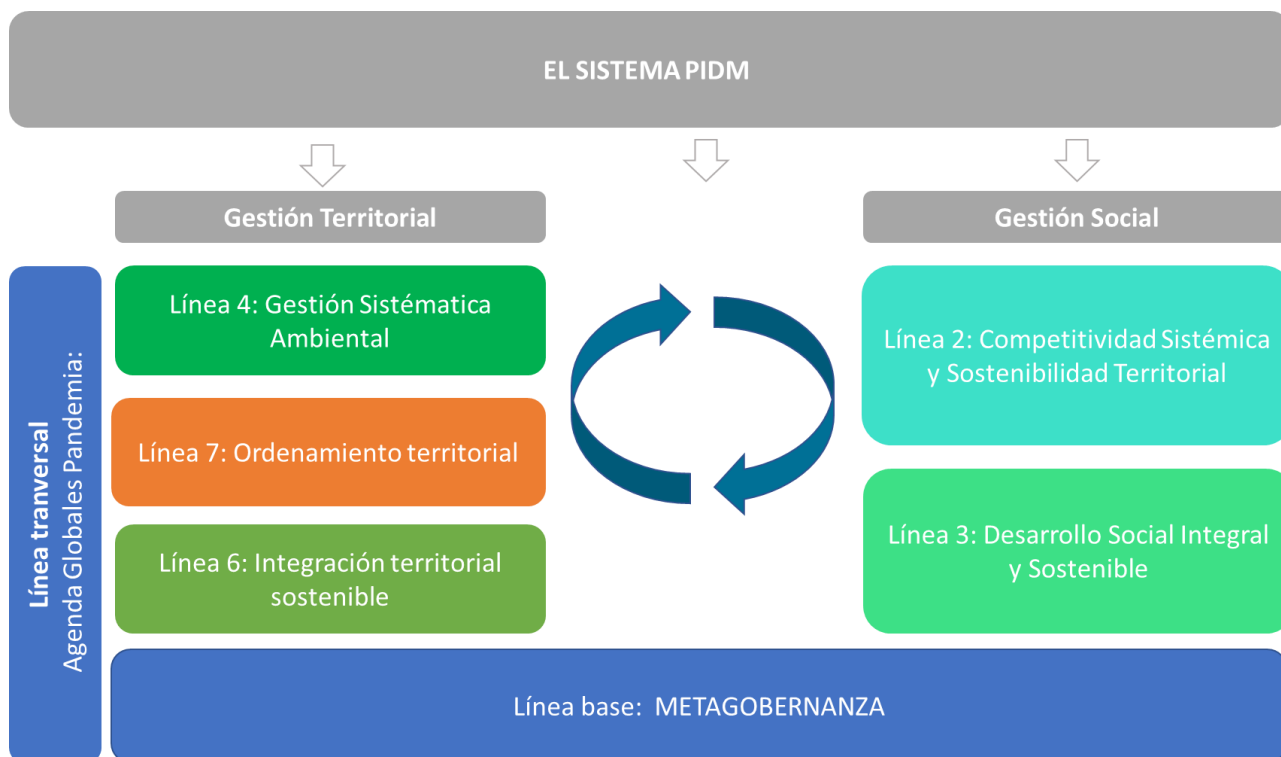 EL SISTEMA PIDM
Gestión Territorial
Gestión Social
Línea tranversal
Agenda Globales Pandemia:
Línea 4: Gestión Sistématica
Ambiental
Línea 7: Ordenamiento territorial
Línea 6: Integración territorial
sostenible
Línea 2: Competitividad Sistémica
y Sostenibilidad Territorial
Línea 3: Desarrollo Social Integral
y Sostenible
Línea base: METAGOBERNANZA